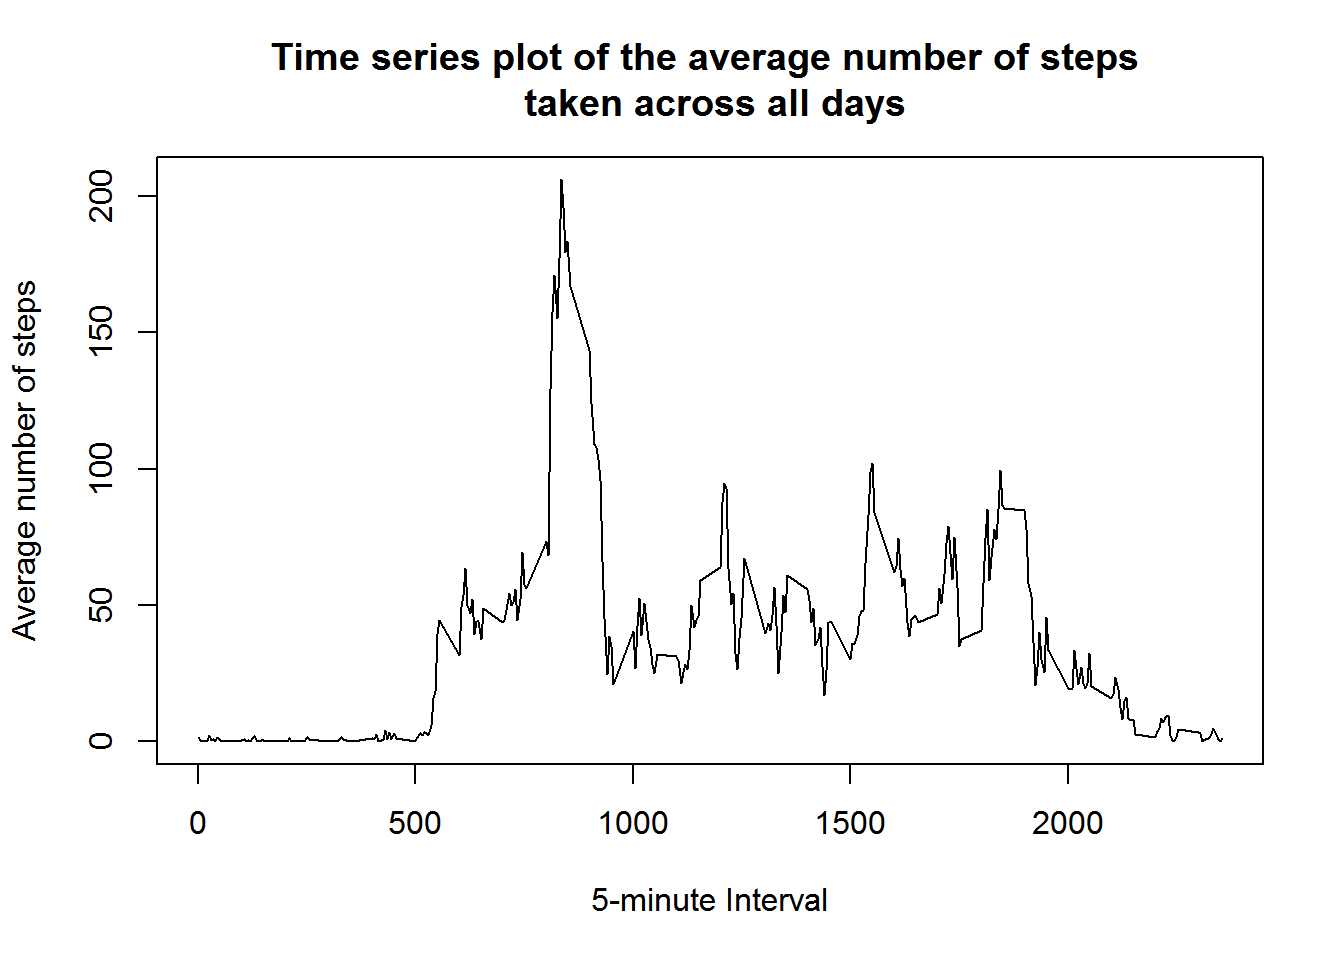 Time series plot of the average number of steps
taken across all days
Average number of steps
200
150
100
50
0
0 500 1000 1500 2000
5-minute Interval